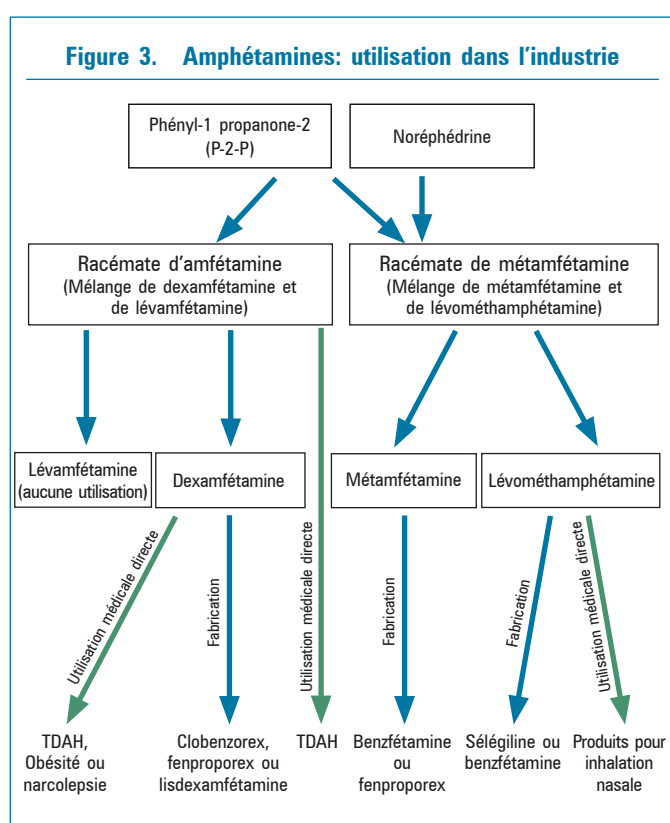 Figure 3. Amphétamines: utilisation dans l'industrie
Phényl-1 propanone-2
(P-2-P)
Noréphédrine
Racémate d'amfétamine
(Mélange de dexamfétamine et
de lévamfétamine)
Racémate de métamfétamine
(Mélange de métamfétamine et
de lévométhamphétamine)
Lévamfétamine
(aucune utilisation)
Dexamfétamine
Métamfétamine
Lévométhamphétamine
Utilisation médicale directe
Fabrication
Utilisation médicale directe
Fabrication
Fabrication
Utilisation médicale directe
TDAH,
Obésité ou
narcolepsie
Clobenzorex,
fenproporex ou
lisdexamfétamine
TDAH
Benzfétamine
ou
fenproporex
Sélégiline ou
benzfétamine
Produits pour
inhalation
nasale